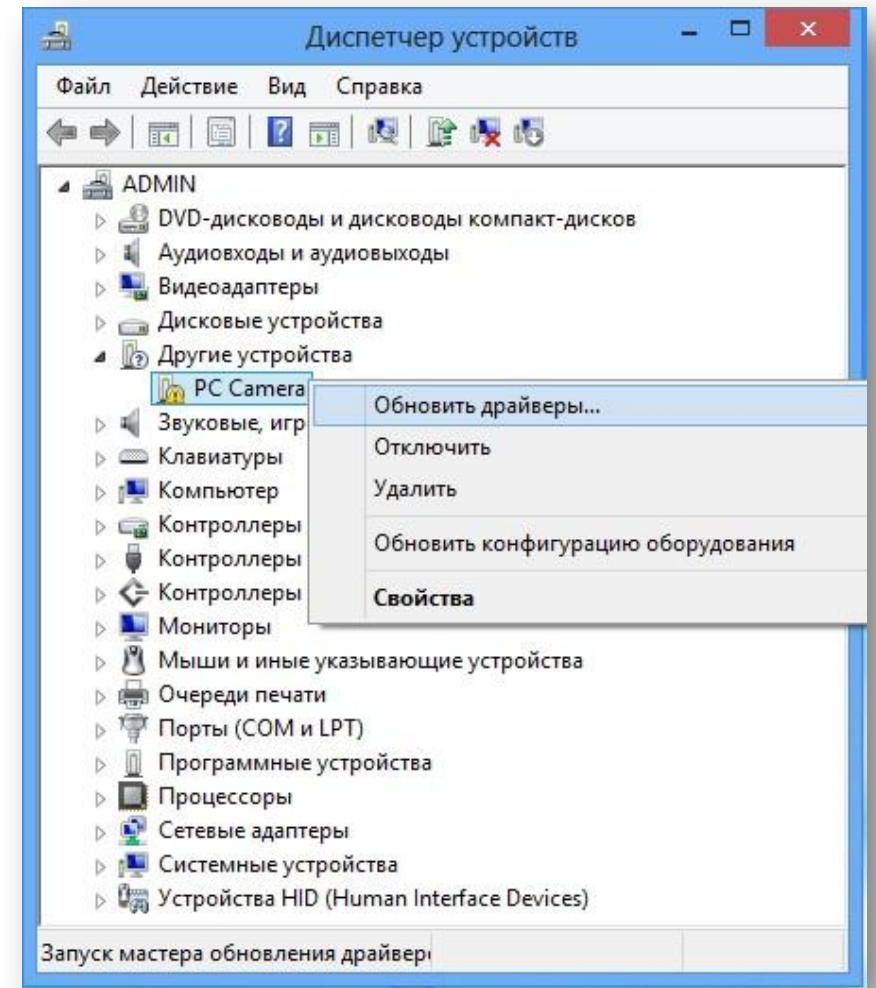 Диспетчер устройств
Файл Действие Вид Справка
ADMIN
DVD-дисководы и дисководы компакт-дисков
Аудиовходы и аудиовыходы
Видеоадаптеры
Дисковые устройства
Другие устройства
PC Camera
Звуковые, игр
Клавиатуры
Компьютер
Контроллеры
Контроллеры
Контроллеры
Мониторы
Мыши и иные указывающие устройства
Очереди печати
Порты (COM и LPT)
Программные устройства
Процессоры
Сетевые адаптеры
Системные устройства
Устройства HID (Human Interface Devices)
Обновить драйверы...
Отключить
Удалить
Обновить конфигурацию оборудования
Свойства
Запуск мастера обновления драйвер